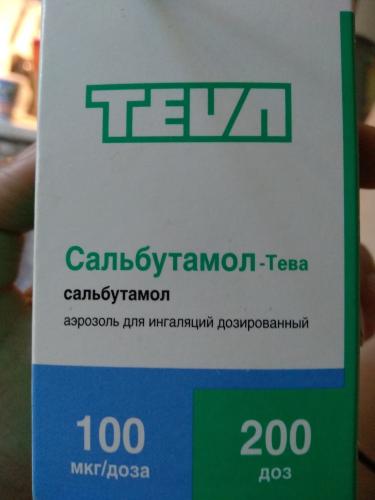 TEVA
Сальбутамол-Тева
сальбутамол
аэрозоль для ингаляций дозированный
100
мкг/доза
200
доз